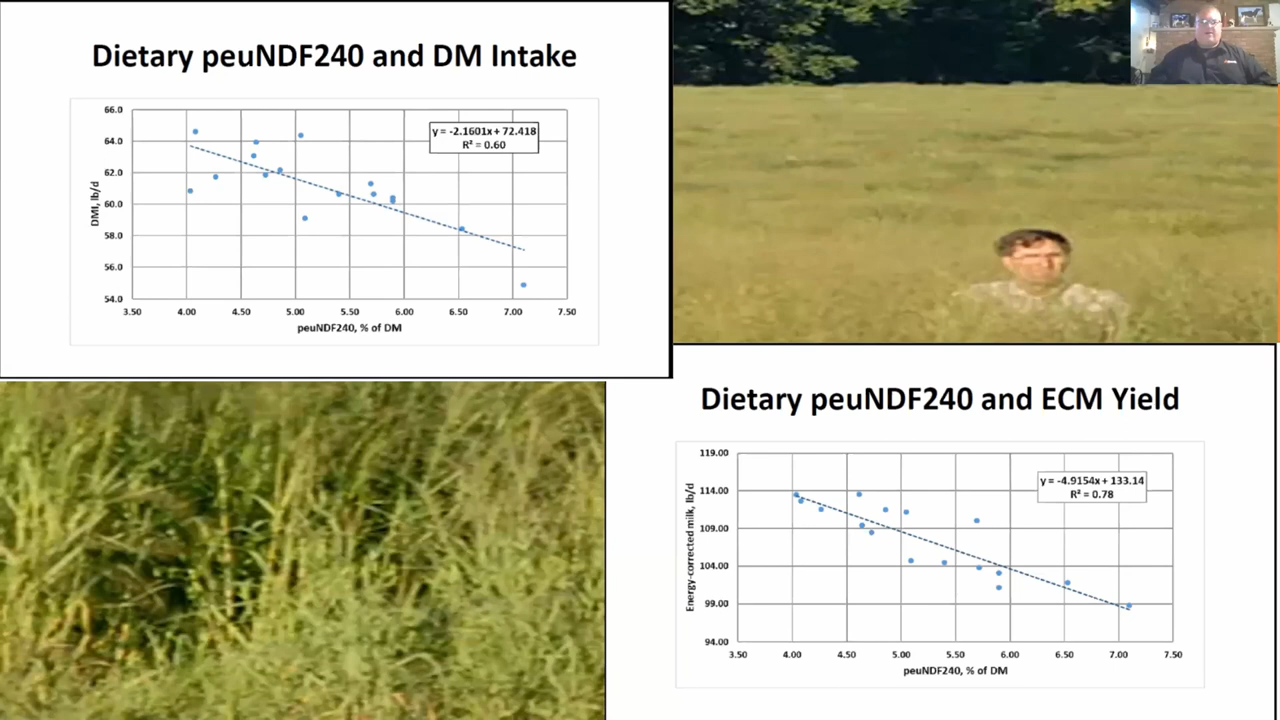 Dietary peuNDF240 and DM Intake
66.0
64.0
62.0
60.0
58.0
56.0
54.0
DMI, lb/d
y = -2.1601x + 72.418
R² = 0.60
3.50 4.00 4.50 5.00 5.50 6.00 6.50 7.00 7.50
peuNDF240, % of DM
Dietary peuNDF240 and ECM Yield
119.00
114.00
109.00
104.00
99.00
94.00
Energy-corrected milk, lb/d
y = -4.9154x + 133.14
R² = 0.78
3.50 4.00 4.50 5.00 5.50 6.00 6.50 7.00 7.50
peuNDF240, % of DM